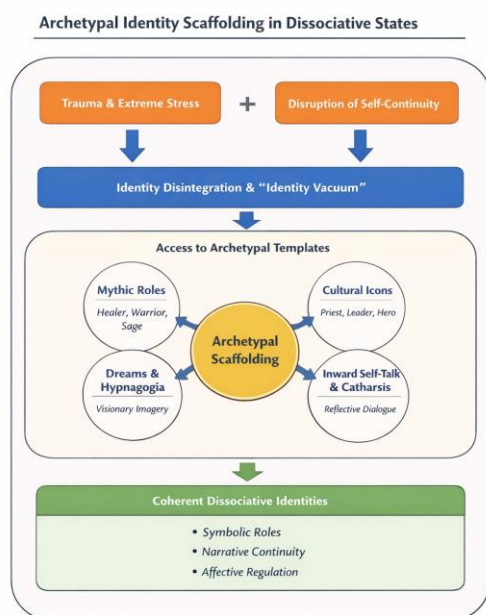 Archetypal Identity Scaffolding in Dissociative States
Trauma & Extreme Stress
+
Disruption of Self-Continuity
Identity Disintegration & “Identity Vacuum”
Access to Archetypal Templates
Mythic Roles
Healer, Warrior,
Sage
Cultural Icons
Priest, Leader, Hero
Archetypal
Scaffolding
Dreams &
Hypnagogia
Visionary Imagery
Inward Self-Talk
& Catharsis
Reflective Dialogue
Coherent Dissociative Identities
• Symbolic Roles
• Narrative Continuity
• Affective Regulation